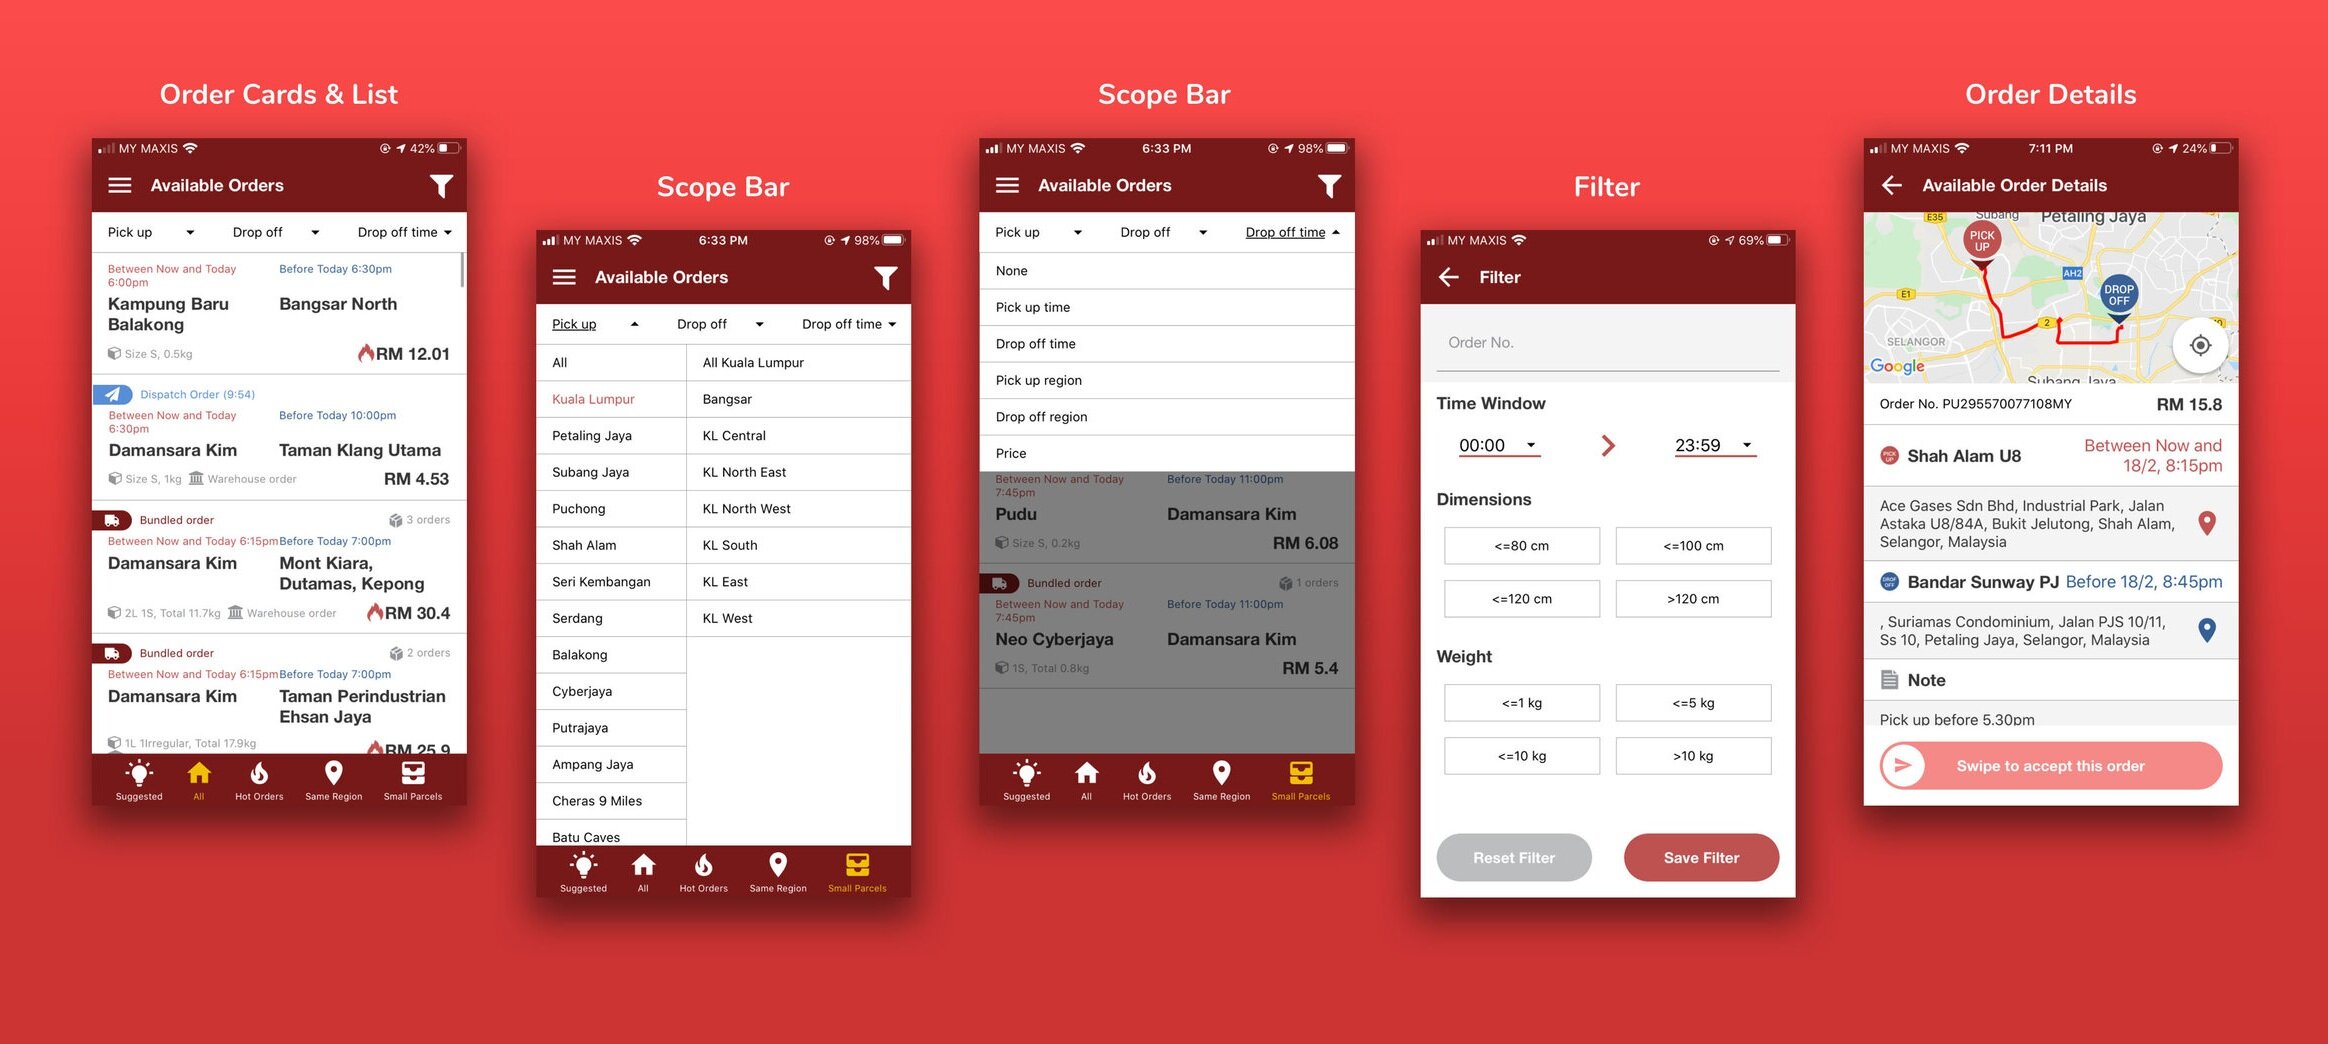 Order Cards & List
MY MAXIS
42%
Available Orders
Pick up
Drop off
Drop off time
Between Now and Today
6:00pm
Before Today 6:30pm
Kampung Baru
Balakong
Bangsar North
Size S, 0.5kg
RM 12.01
Dispatch Order (9:54)
Between Now and Today
6:30pm
Before Today 10:00pm
Damansara Kim
Taman Klang Utama
Size S, 1kg
Warehouse order
RM 4.53
Bundled order
3 orders
Between Now and Today 6:15pm
Before Today 7:00pm
Damansara Kim
Mont Kiara,
Dutamas, Kepong
2L 1S, Total 11.7kg
Warehouse order
RM 30.4
Bundled order
2 orders
Between Now and Today 6:15pm
Before Today 7:00pm
Damansara Kim
Taman Perindustrian
Ehsan Jaya
1L 1Irregular, Total 17.9kg
RM 25.9
Suggested
All
Hot Orders
Same Region
Small Parcels
Scope Bar
MY MAXIS
6:33 PM
98%
Available Orders
Pick up
Drop off
Drop off time
All
All Kuala Lumpur
Kuala Lumpur
Bangsar
Petaling Jaya
KL Central
Subang Jaya
KL North East
Puchong
KL North West
Shah Alam
KL South
Seri Kembangan
KL East
Serdang
KL West
Balakong
Cyberjaya
Putrajaya
Ampang Jaya
Cheras 9 Miles
Batu Caves
Suggested
All
Hot Orders
Same Region
Small Parcels
Scope Bar
MY MAXIS
6:33 PM
98%
Available Orders
Pick up
Drop off
Drop off time
None
Pick up time
Drop off time
Pick up region
Drop off region
Price
Between Now and Today
7:45pm
Before Today 11:00pm
Pudu
Damansara Kim
Size S, 0.2kg
RM 6.08
Bundled order
1 orders
Between Now and Today
7:45pm
Before Today 11:00pm
Neo Cyberjaya
Damansara Kim
1S, Total 0.8kg
RM 5.4
Suggested
All
Hot Orders
Same Region
Small Parcels
Filter
MY MAXIS
69%
Filter
Order No.
Time Window
00:00
23:59
Dimensions
<=80 cm
<=100 cm
<=120 cm
>120 cm
Weight
<=1 kg
<=5 kg
<=10 kg
>10 kg
Reset Filter
Save Filter
Order Details
MY MAXIS
7:11 PM
24%
Available Order Details
E35
Subang
Petaling Jaya
PICK
UP
AH2
E1
DROP
OFF
2
SELANGOR
Google
Subang Jaya
Order No. PU295570077108MY
RM 15.8
PICK
UP
Shah Alam U8
Between Now and
18/2, 8:15pm
Ace Gases Sdn Bhd, Industrial Park, Jalan
Astaka U8/84A, Bukit Jelutong, Shah Alam,
Selangor, Malaysia
DROP
OFF
Bandar Sunway PJ
Before 18/2, 8:45pm
, Suriamas Condominium, Jalan PJS 10/11,
Ss 10, Petaling Jaya, Selangor, Malaysia
Note
Pick up before 5.30pm
Swipe to accept this order